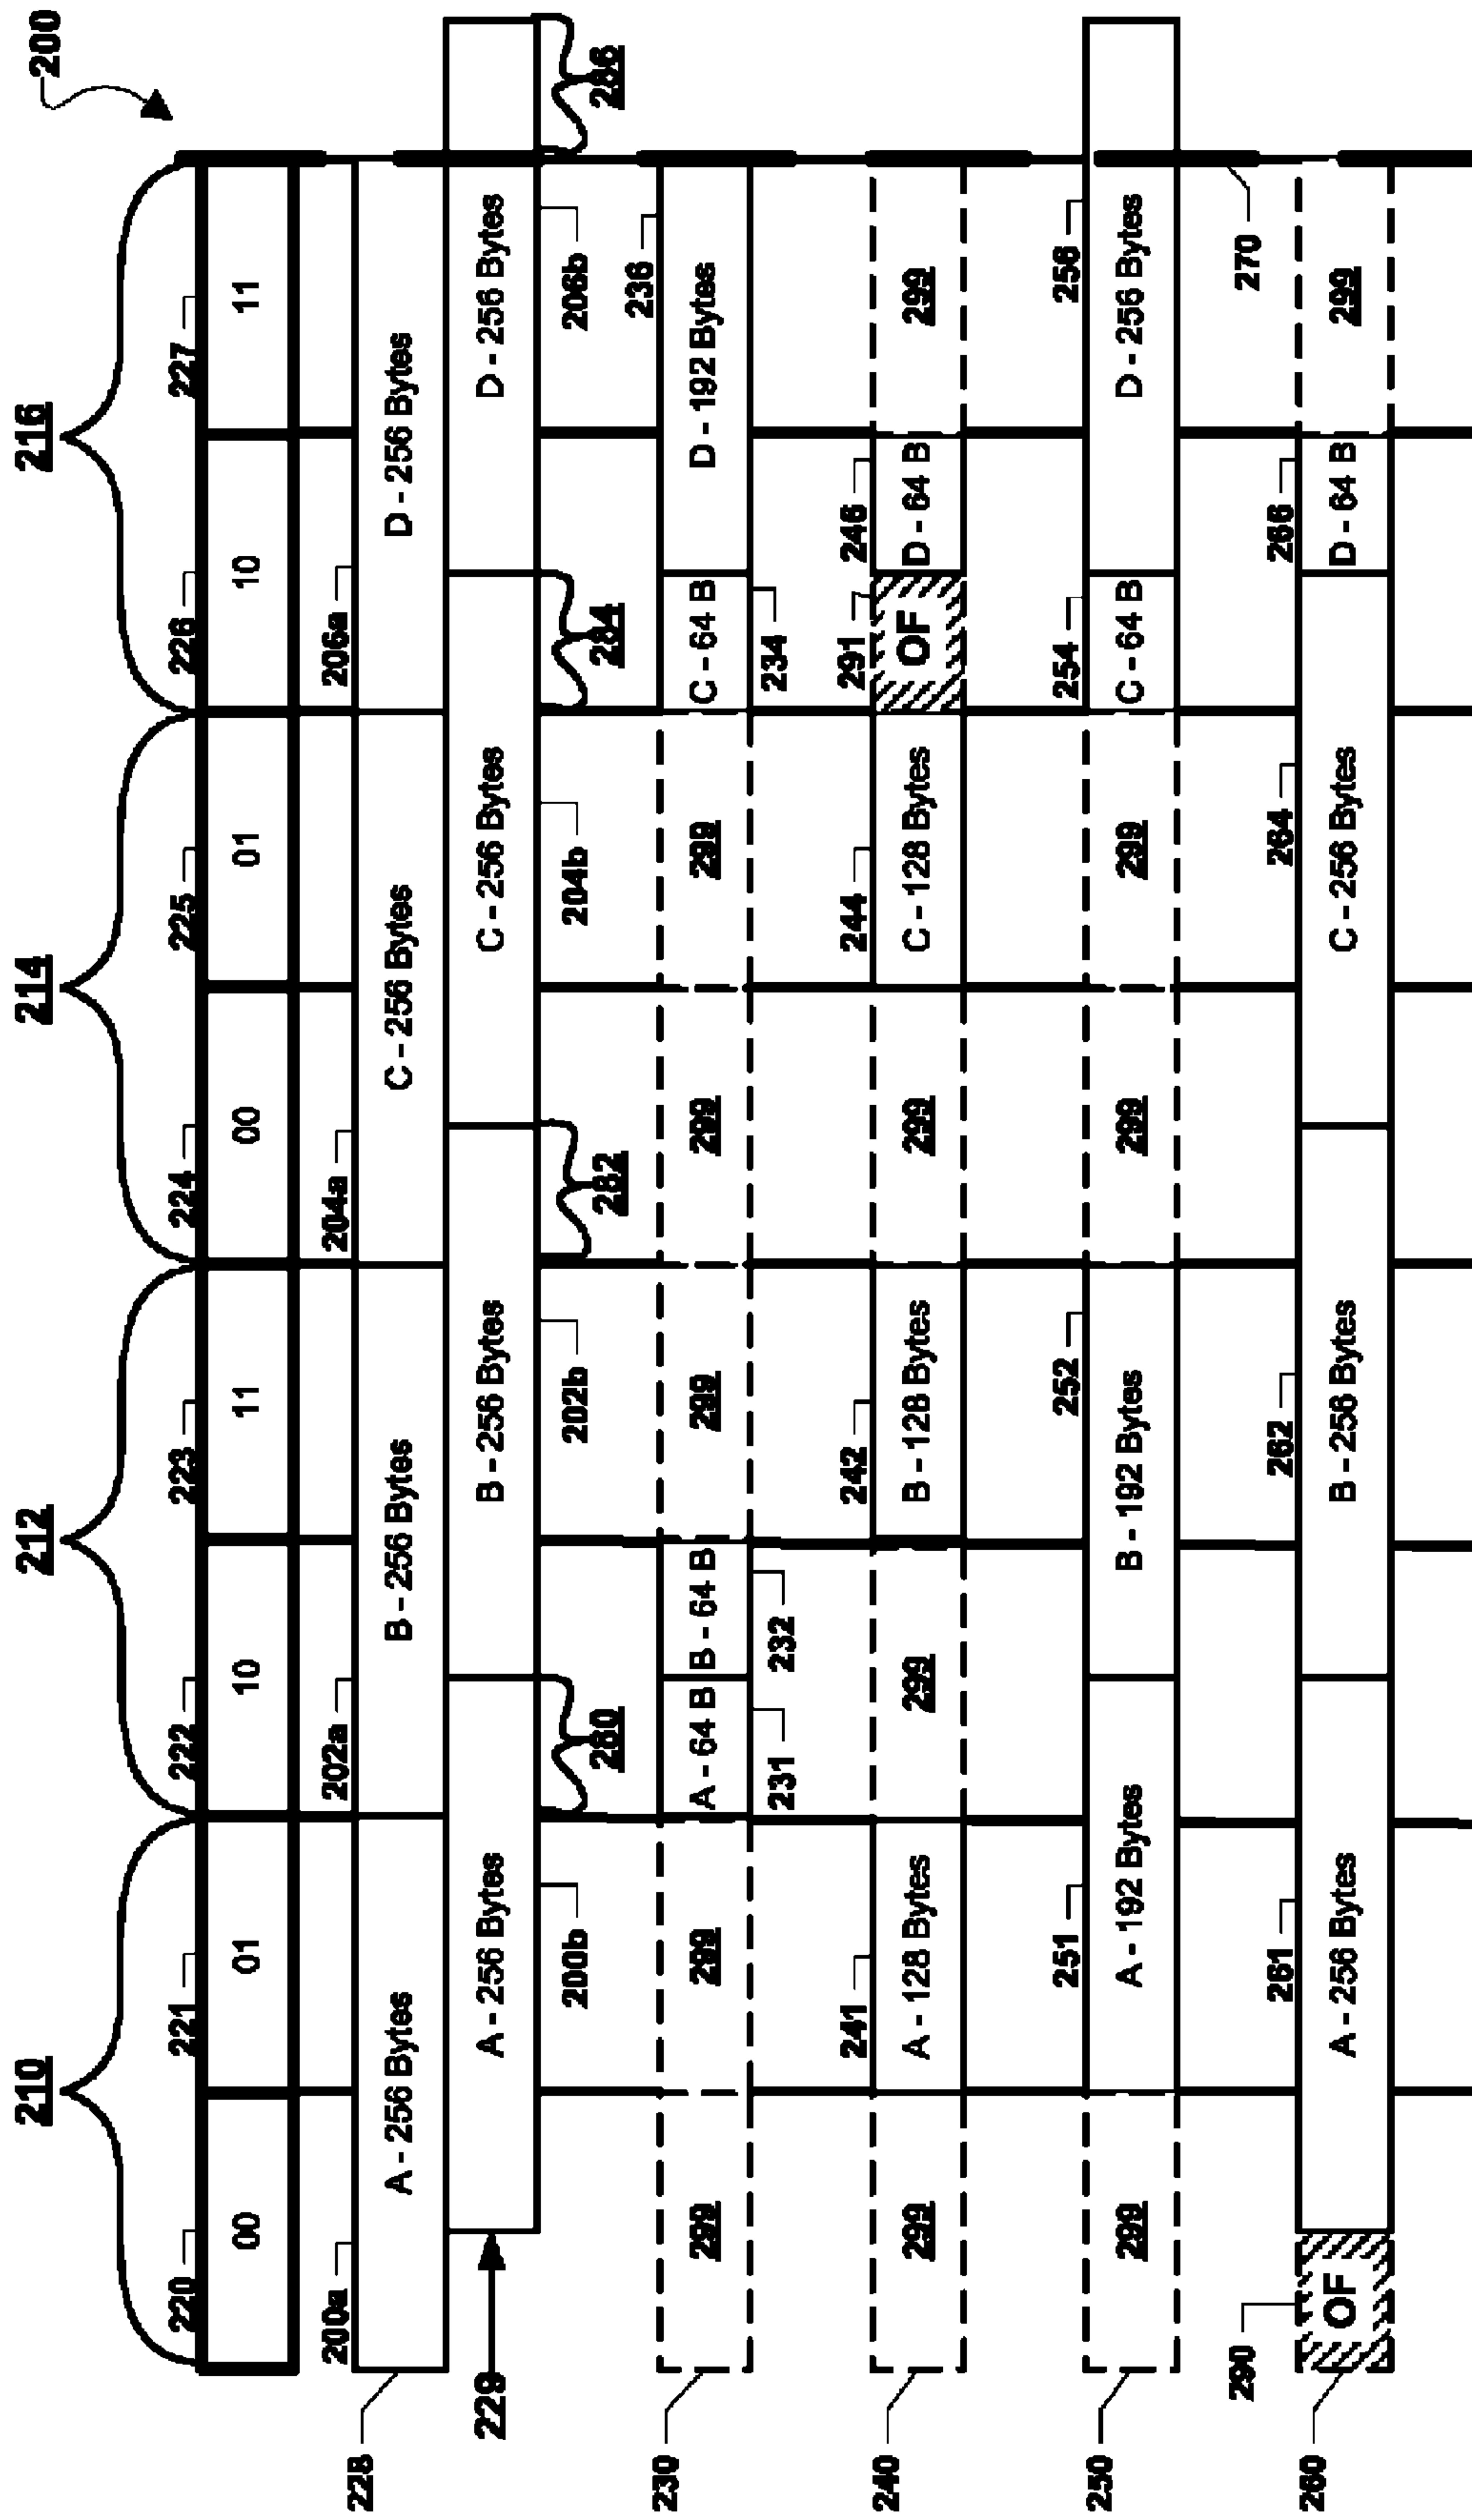 200
210 212 214 216
220 221 222 223 224 225 226 227
00 01 10 11 00 01 10 11
200a 202a 204a 206a
228 A - 256 Bytes B - 256 Bytes C - 256 Bytes D - 256 Bytes
229 A - 256 Bytes B - 256 Bytes C - 256 Bytes D - 256 Bytes
200b 280 202b 282 204b 284 206b 286
236
230 299 299 A - 64 B B - 64 B 299 299 299 C - 64 B D - 192 Bytes
231 232 234
241 242 244 291 246
240 299 A - 128 Bytes 299 B - 128 Bytes 299 C - 128 Bytes OF D - 64 B 299
251 252 254 256
250 299 A - 192 Bytes B - 192 Bytes 299 299 C - 64 B D - 256 Bytes
270
290 261 262 264 266
260 OF A - 256 Bytes B - 256 Bytes C - 256 Bytes D - 64 B 299